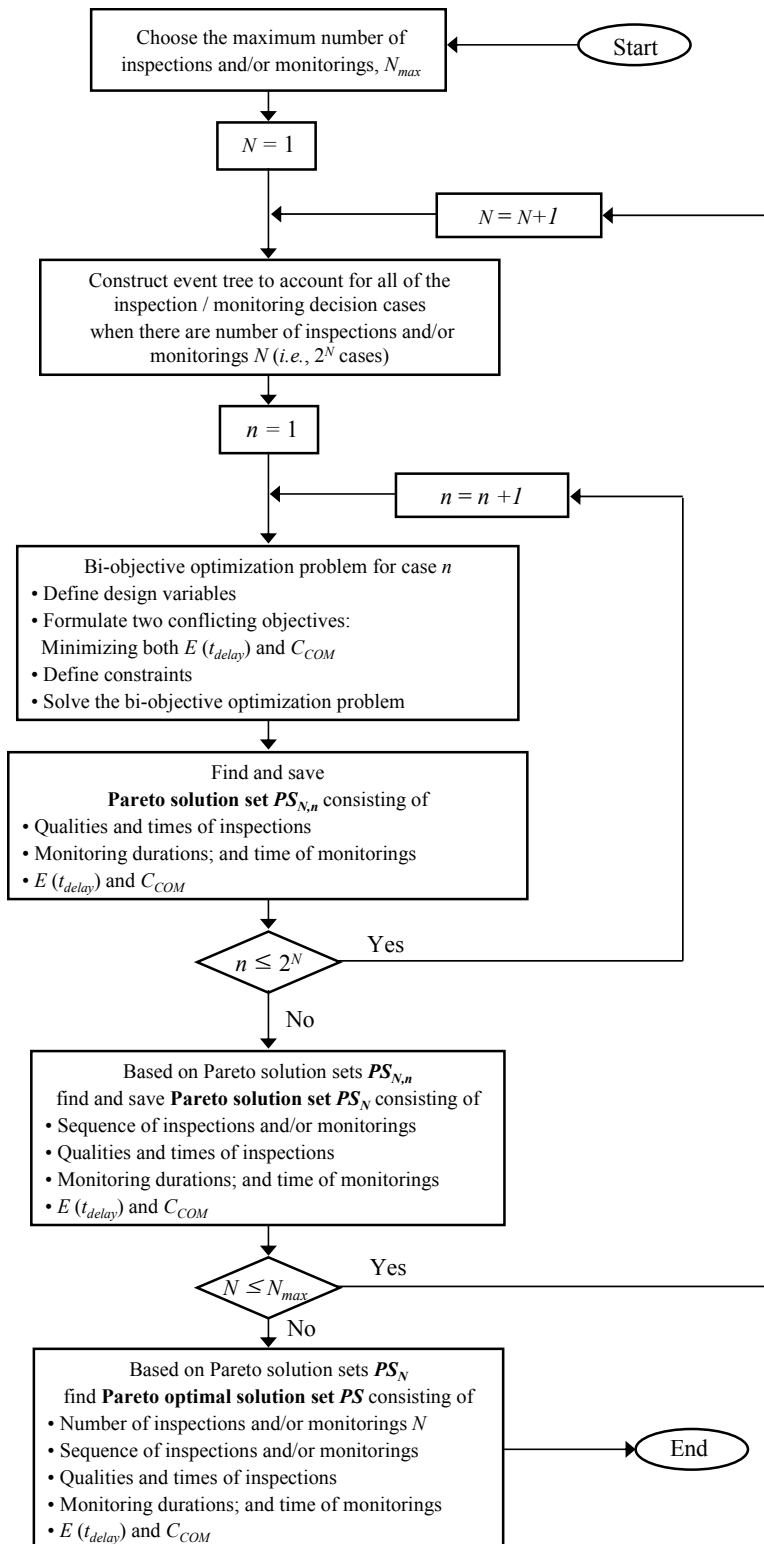 Start
Choose the maximum number of
inspections and/or monitorings, N_max
N = 1
N = N+1
Construct event tree to account for all of the
inspection / monitoring decision cases
when there are number of inspections and/or
monitorings N (i.e., 2^N cases)
n = 1
n = n +1
Bi-objective optimization problem for case n
• Define design variables
• Formulate two conflicting objectives:
Minimizing both E (t_delay) and C_COM
• Define constraints
• Solve the bi-objective optimization problem
Find and save
Pareto solution set PS_N,n consisting of
• Qualities and times of inspections
• Monitoring durations; and time of monitorings
• E (t_delay) and C_COM
n ≤ 2^N
Yes
No
Based on Pareto solution sets PS_N,n
find and save Pareto solution set PS_N consisting of
• Sequence of inspections and/or monitorings
• Qualities and times of inspections
• Monitoring durations; and time of monitorings
• E (t_delay) and C_COM
N ≤ N_max
Yes
No
Based on Pareto solution sets PS_N
find Pareto optimal solution set PS consisting of
• Number of inspections and/or monitorings N
• Sequence of inspections and/or monitorings
• Qualities and times of inspections
• Monitoring durations; and time of monitorings
• E (t_delay) and C_COM
End